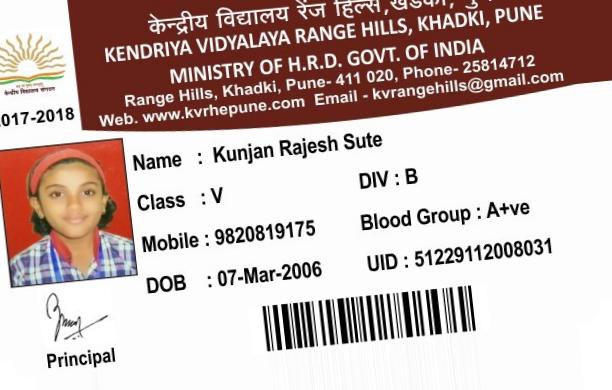 केन्द्रीय विद्यालय रेंज हिल्स, खडकी,
KENDRIYA VIDYALAYA RANGE HILLS, KHADKI, PUNE
MINISTRY OF H.R.D. GOVT. OF INDIA
Range Hills, Khadki, Pune- 411 020, Phone- 25814712
Web. www.kvrhepune.com Email - kvrangehills@gmail.com
केन्द्रीय विद्यालय संगठन
017-2018
Name : Kunjan Rajesh Sute
Class : V DIV : B
Mobile : 9820819175 Blood Group : A+ve
DOB : 07-Mar-2006 UID : 51229112008031
Principal